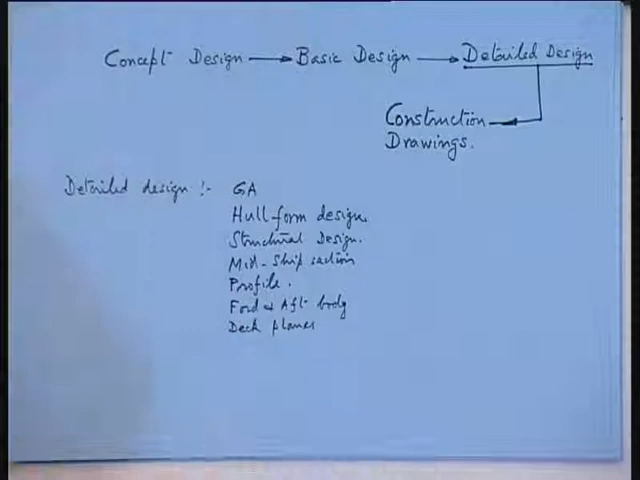 Concept Design → Basic Design → Detailed Design
Construction
Drawings.
Detailed design :- GA
Hull form design.
Structural Design.
Mid-Ship section
Profile.
Ford & Aft body
Deck planes